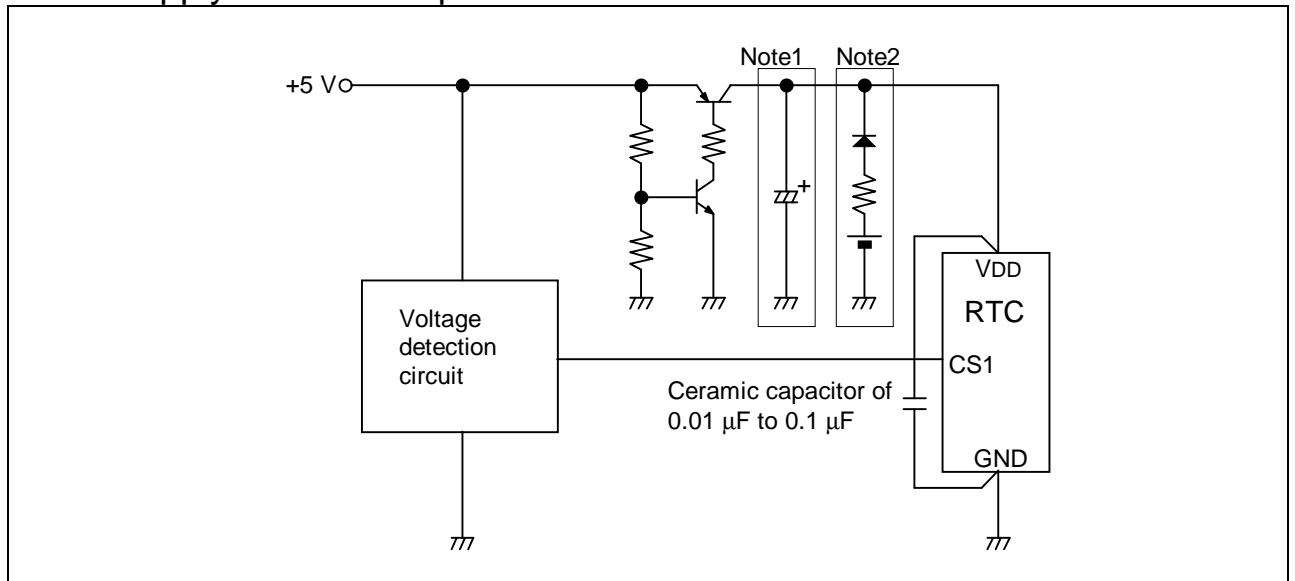 Note1
Note2
+5 V
+
VDD
RTC
Voltage
detection
circuit
CS1
Ceramic capacitor of
0.01 μF to 0.1 μF
GND